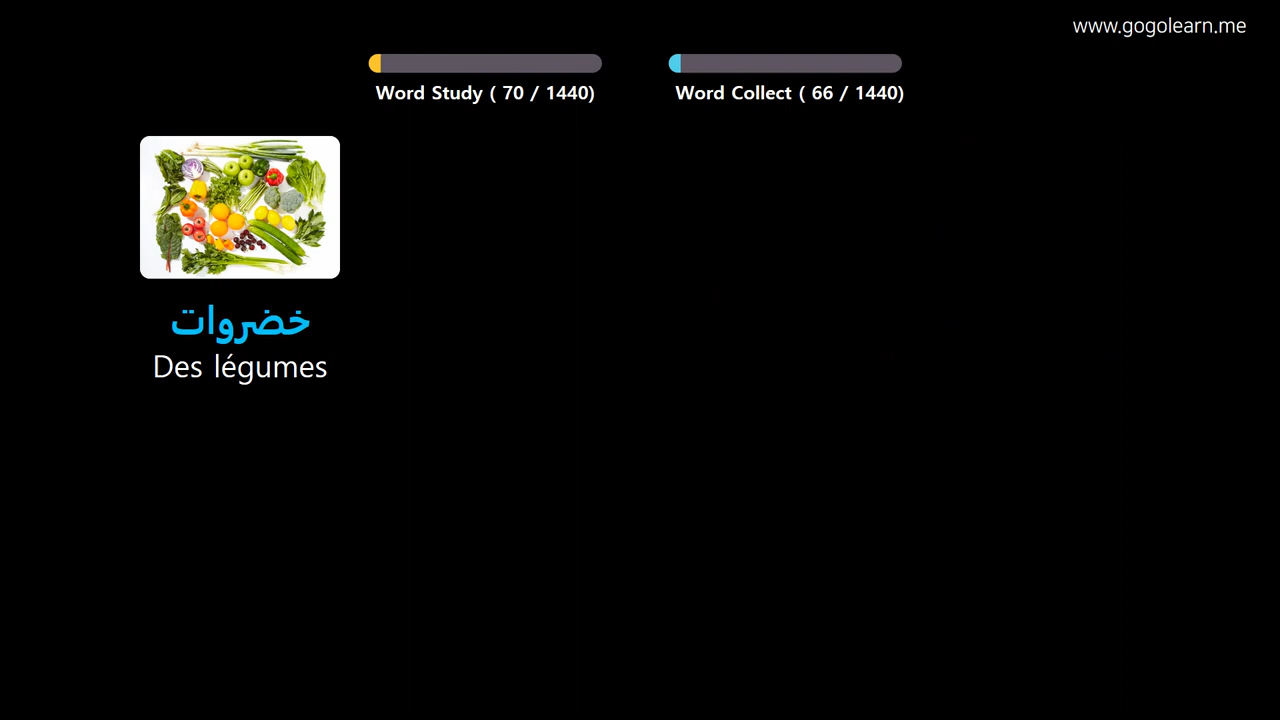 www.gogolearn.me
Word Study ( 70 / 1440)
Word Collect ( 66 / 1440)
خضروات
Des légumes